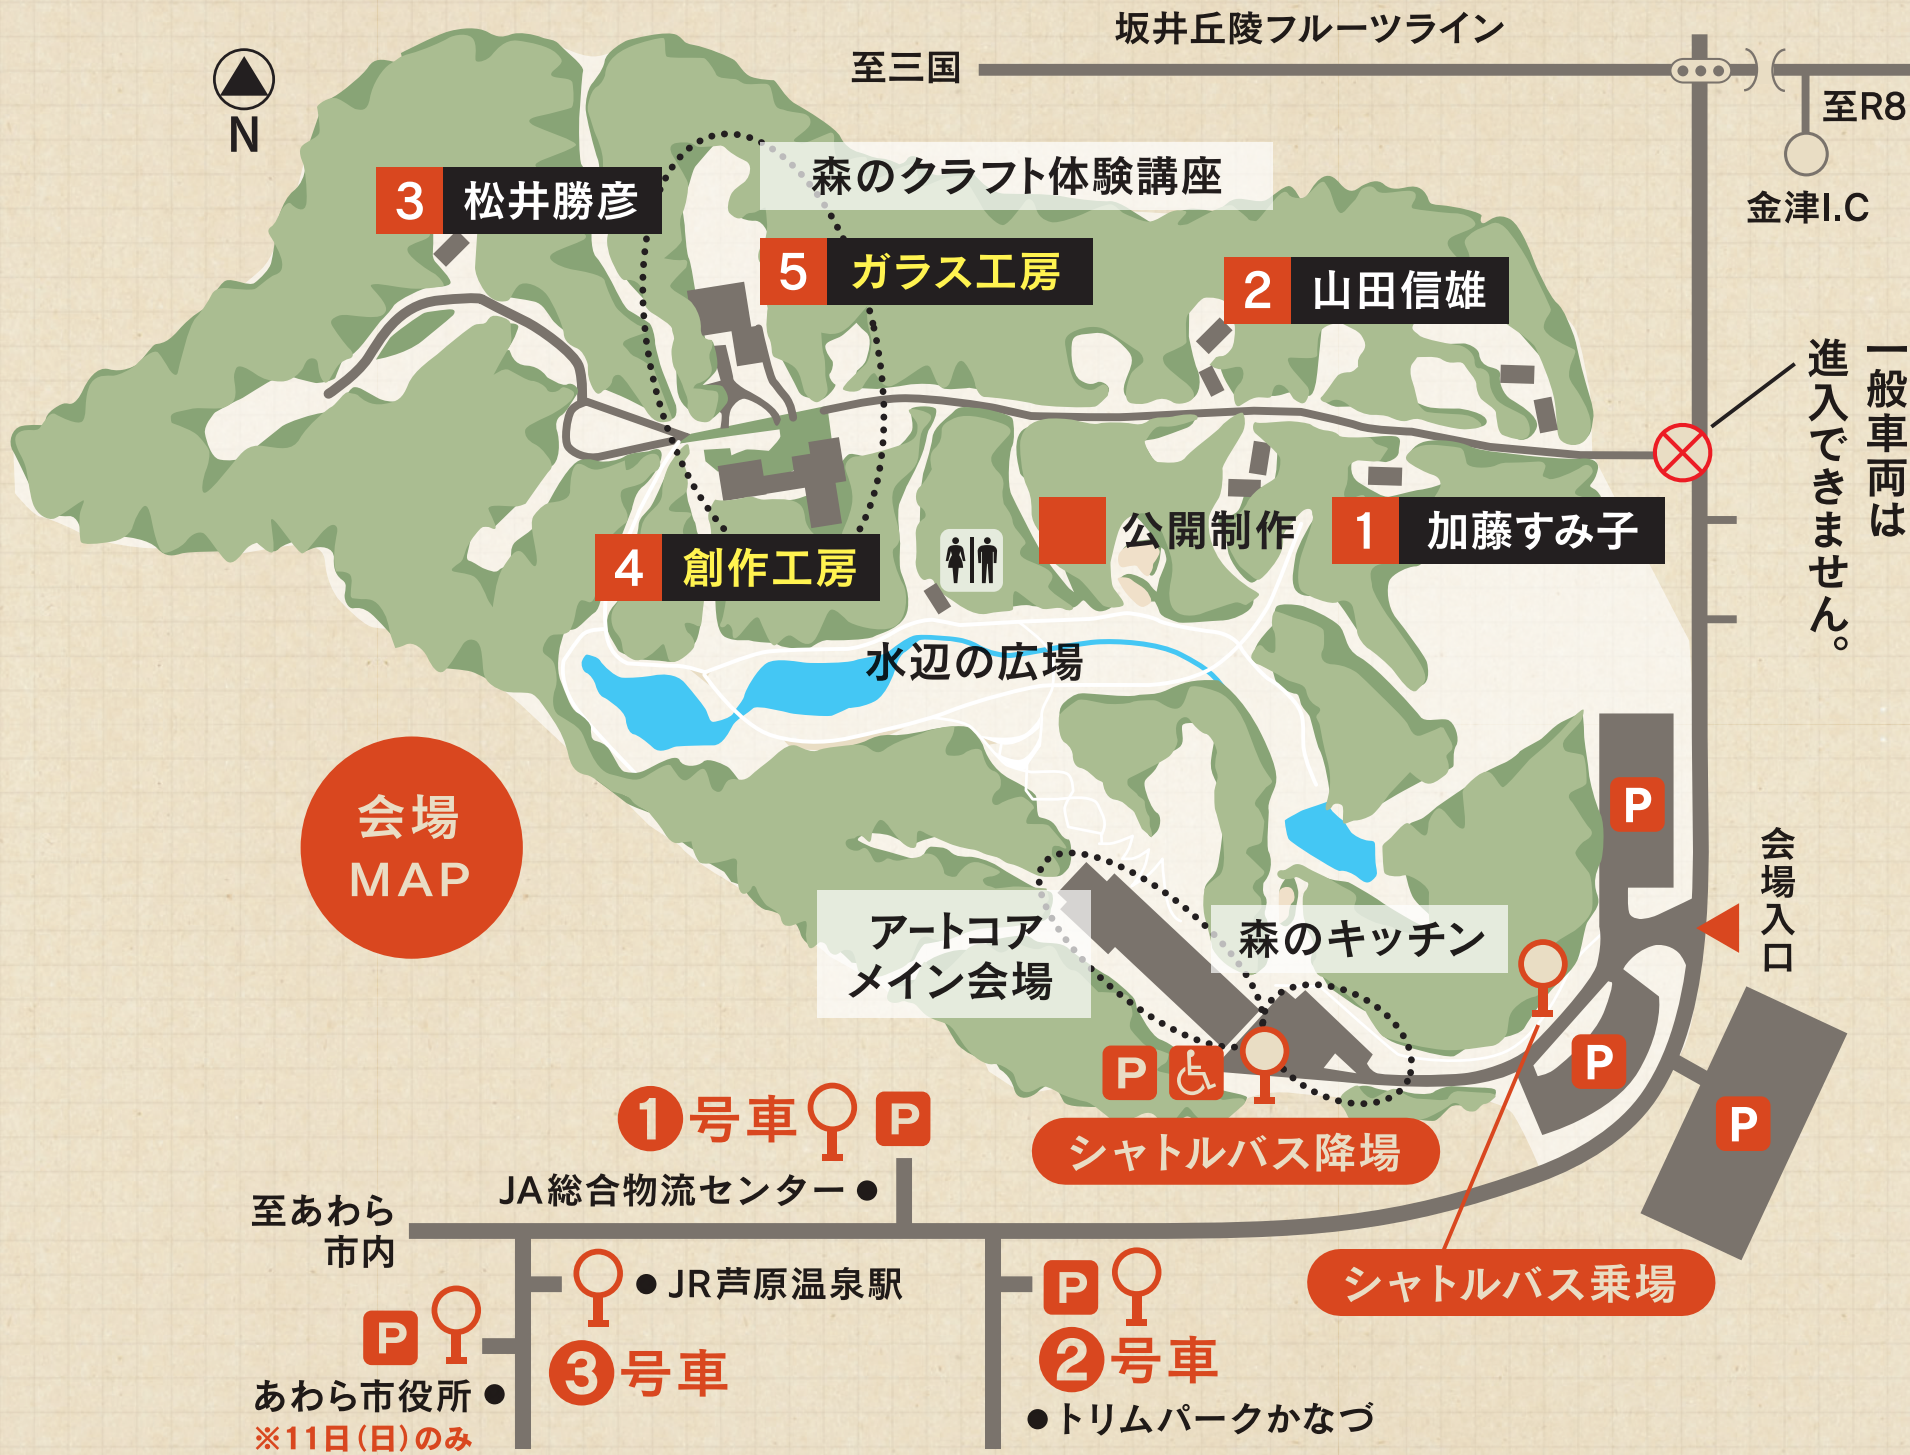 坂井丘陵フルーツライン
至三国
至R8
金津I.C
N
森のクラフト体験講座
3 松井勝彦
5 ガラス工房
2 山田信雄
一般車両は
進入できません。
公開制作
1 加藤すみ子
4 創作工房
水辺の広場
会場
MAP
P
会場入口
アートコア
メイン会場
森のキッチン
P
P
P
シャトルバス降場
シャトルバス乗場
1号車
P
JA総合物流センター
至あわら
市内
JR芦原温泉駅
3号車
P
あわら市役所
※11日(日)のみ
P
2号車
トリムパークかなづ